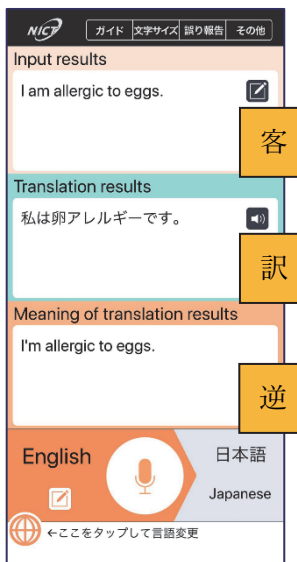 NICT
ガイド 文字サイズ 誤り報告 その他
Input results
I am allergic to eggs.
客
Translation results
私は卵アレルギーです。
訳
Meaning of translation results
I'm allergic to eggs.
逆
English
日本語
Japanese
←ここをタップして言語変更